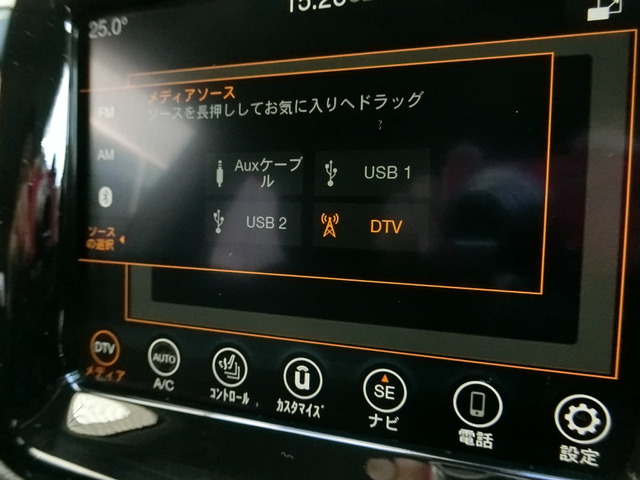 25.0°
メディアソース
ソースを長押ししてお気に入りへドラッグ
FM
AM
Auxケーブ
ル
USB 1
USB 2
DTV
ソース
の選択
DTV
メディア
AUTO
A/C
コントロール
カスタマイズ
SE
ナビ
電話
設定